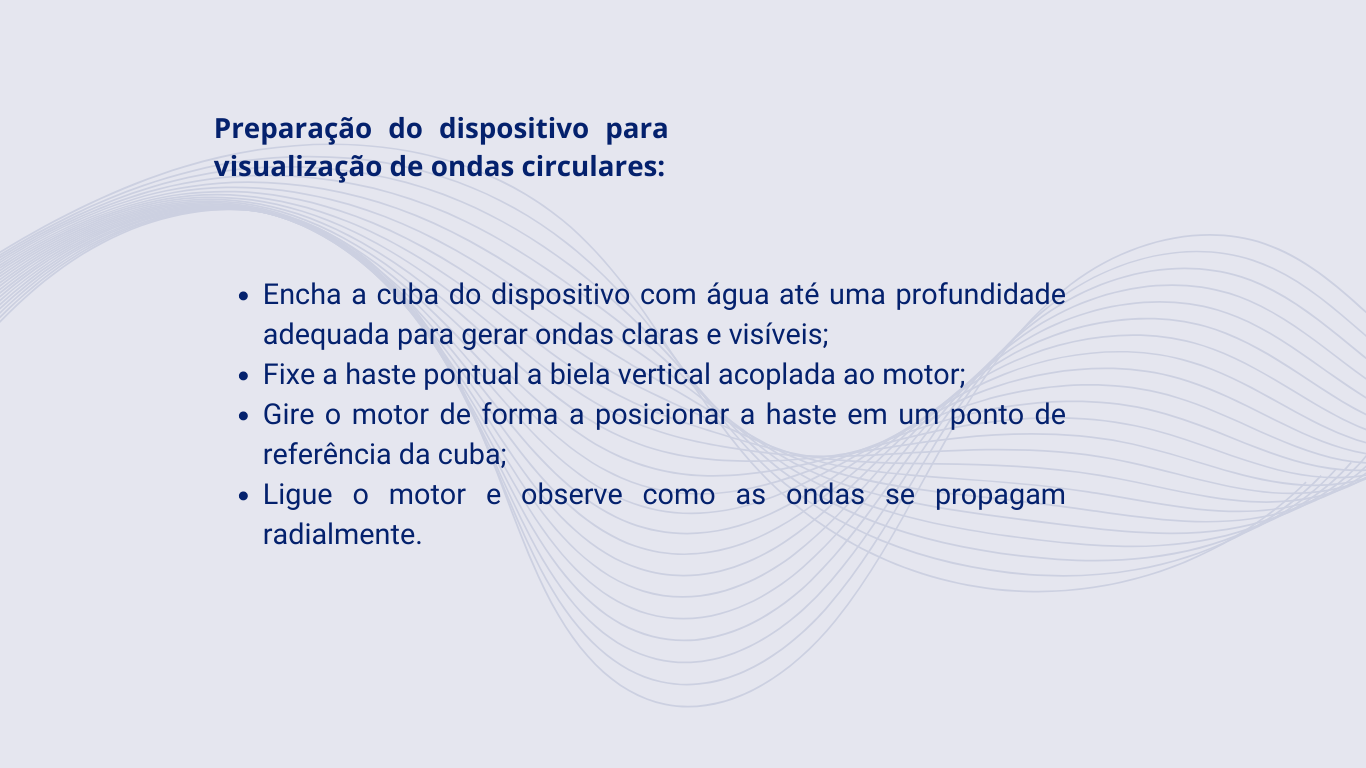 Preparação do dispositivo para
visualização de ondas circulares:
• Encha a cuba do dispositivo com água até uma profundidade
adequada para gerar ondas claras e visíveis;
• Fixe a haste pontual a biela vertical acoplada ao motor;
• Gire o motor de forma a posicionar a haste em um ponto de
referência da cuba;
• Ligue o motor e observe como as ondas se propagam
radialmente.